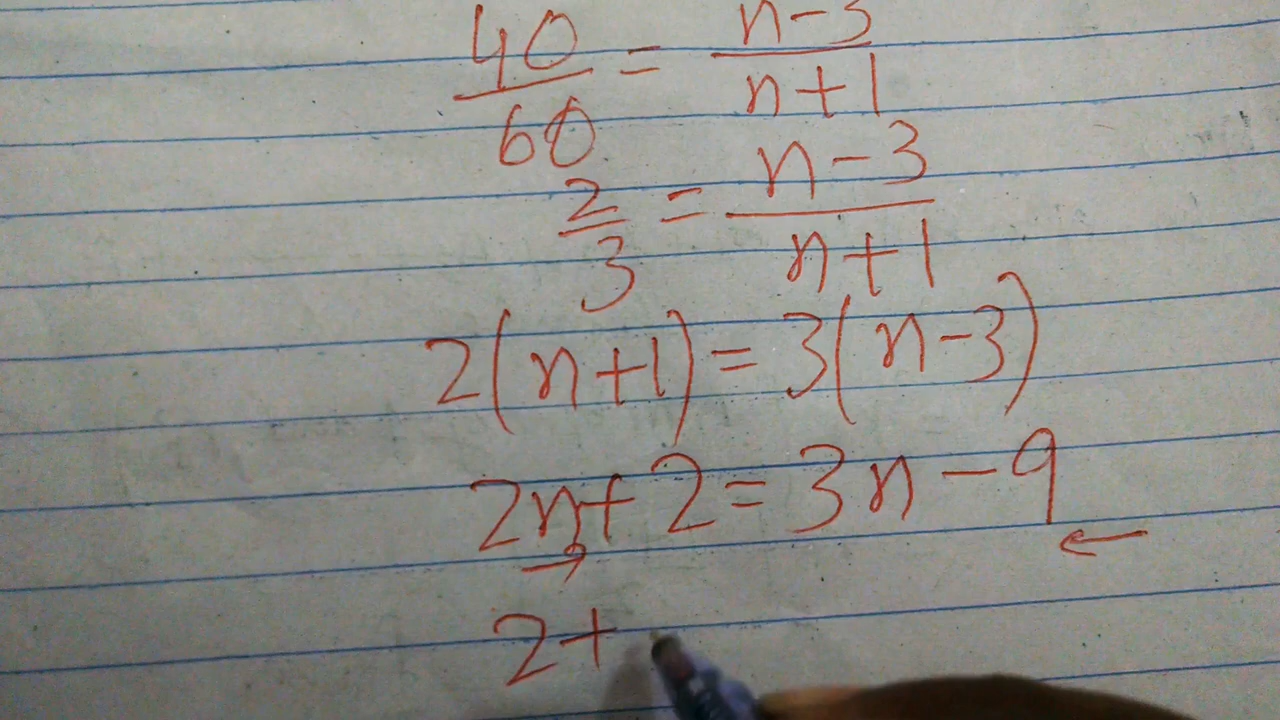 40/60 = n-3/n+1
2/3 = n-3/n+1
2(n+1) = 3(n-3)
2n+2 = 3n-9
2+